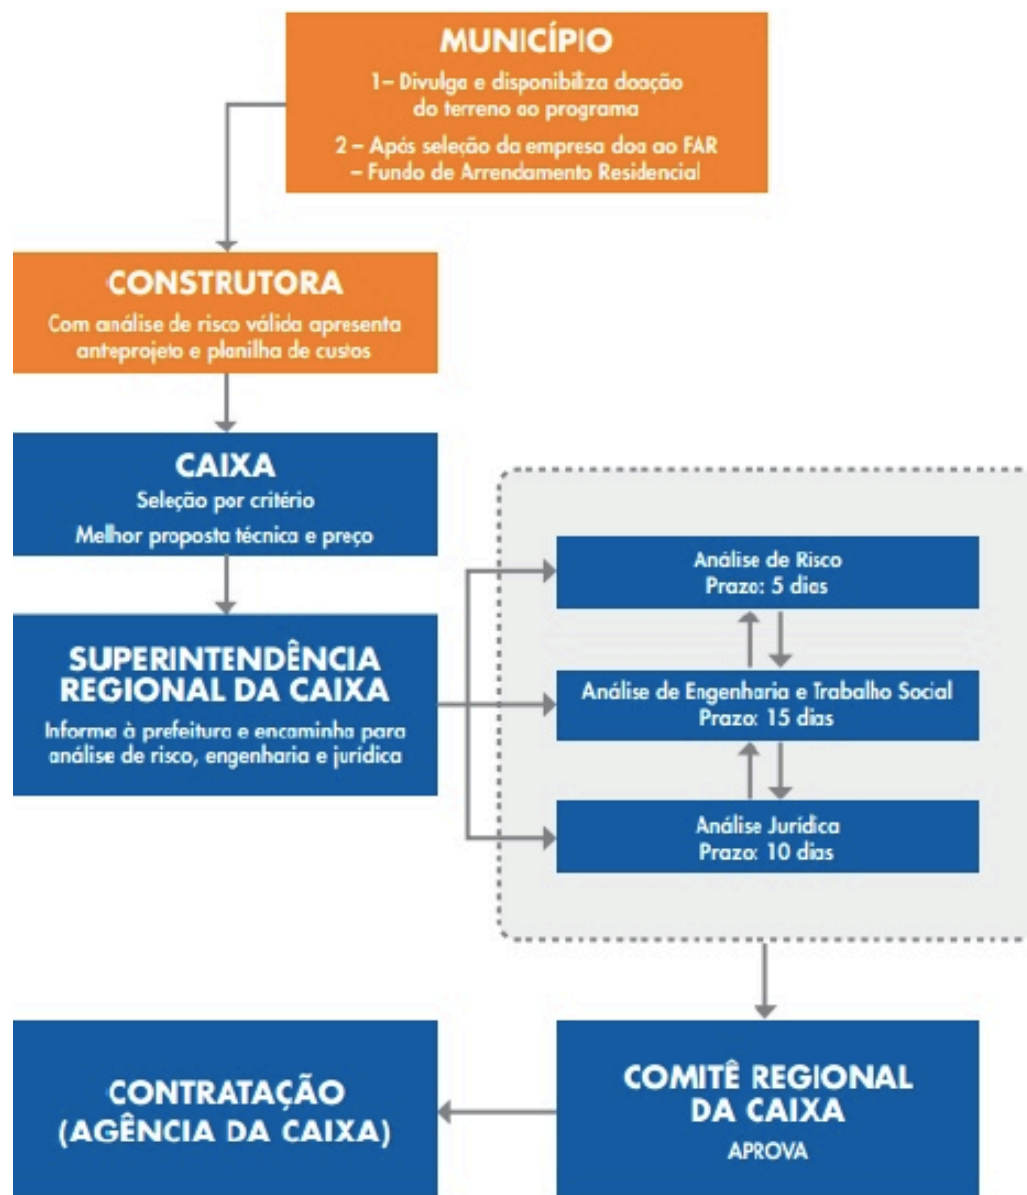 MUNICÍPIO
1– Divulga e disponibiliza doação
do terreno ao programa
2 – Após seleção da empresa doa ao FAR
– Fundo de Arrendamento Residencial
CONSTRUTORA
Com análise de risco válida apresenta
anteprojeto e planilha de custos
CAIXA
Seleção por critério
Melhor proposta técnica e preço
SUPERINTENDÊNCIA
REGIONAL DA CAIXA
Informa à prefeitura e encaminha para
análise de risco, engenharia e jurídica
Análise de Risco
Prazo: 5 dias
Análise de Engenharia e Trabalho Social
Prazo: 15 dias
Análise Jurídica
Prazo: 10 dias
COMITÊ REGIONAL
DA CAIXA
APROVA
CONTRATAÇÃO
(AGÊNCIA DA CAIXA)